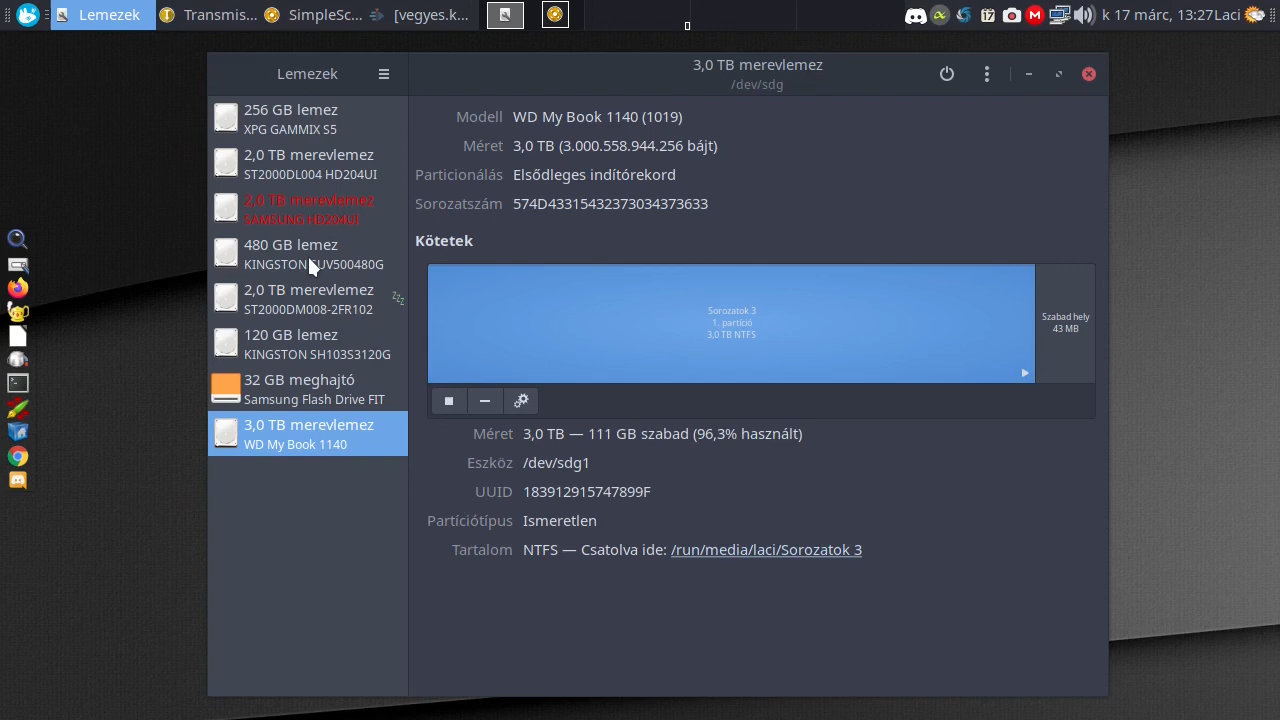 Lemezek
Transmis...
SimpleSc...
[vegyes.k...
17
M
k 17 márc, 13:27
Laci
Lemezek
3,0 TB merevlemez
/dev/sdg
256 GB lemez
XPG GAMMIX S5
2,0 TB merevlemez
ST2000DL004 HD204UI
2,0 TB merevlemez
SAMSUNG HD204UI
480 GB lemez
KINGSTON SUV500480G
2,0 TB merevlemez
ST2000DM008-2FR102
zzz
120 GB lemez
KINGSTON SH103S3120G
32 GB meghajtó
Samsung Flash Drive FIT
3,0 TB merevlemez
WD My Book 1140
Modell WD My Book 1140 (1019)
Méret 3,0 TB (3.000.558.944.256 bájt)
Particionálás Elsődleges indítórekord
Sorozatszám 574D43315432373034373633
Kötetek
Sorozatok 3
1. partíció
3,0 TB NTFS
Szabad hely
43 MB
Méret 3,0 TB — 111 GB szabad (96,3% használt)
Eszköz /dev/sdg1
UUID 183912915747899F
Partíciótípus Ismeretlen
Tartalom NTFS — Csatolva ide: /run/media/laci/Sorozatok 3